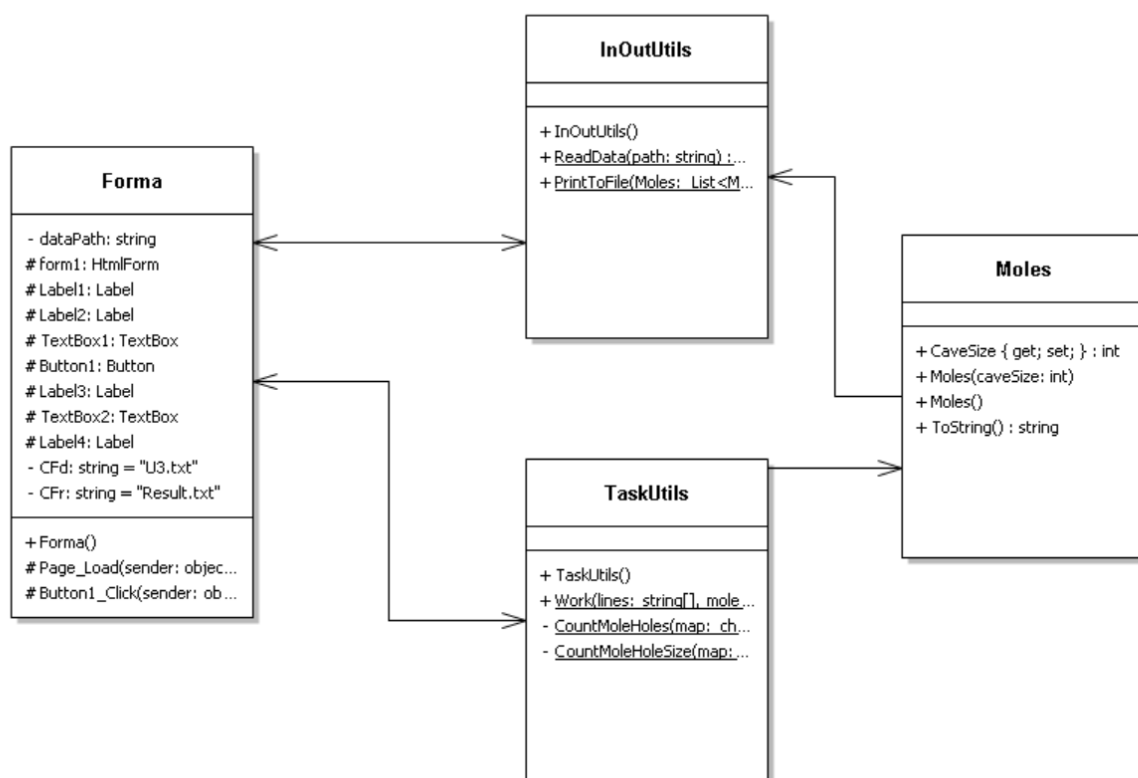 InOutUtils
+ InOutUtils()
+ ReadData(path: string) :...
+ PrintToFile(Moles: List<M...
Forma
- dataPath: string
# form1: HtmlForm
# Label1: Label
# Label2: Label
# TextBox1: TextBox
# Button1: Button
# Label3: Label
# TextBox2: TextBox
# Label4: Label
- CFd: string = "U3.txt"
- CFr: string = "Result.txt"
+ Forma()
# Page_Load(sender: objec...
# Button1_Click(sender: ob...
Moles
+ CaveSize { get; set; } : int
+ Moles(caveSize: int)
+ Moles()
+ ToString() : string
TaskUtils
+ TaskUtils()
+ Work(lines: string[], mole...
- CountMoleHoles(map: ch...
- CountMoleHoleSize(map:...